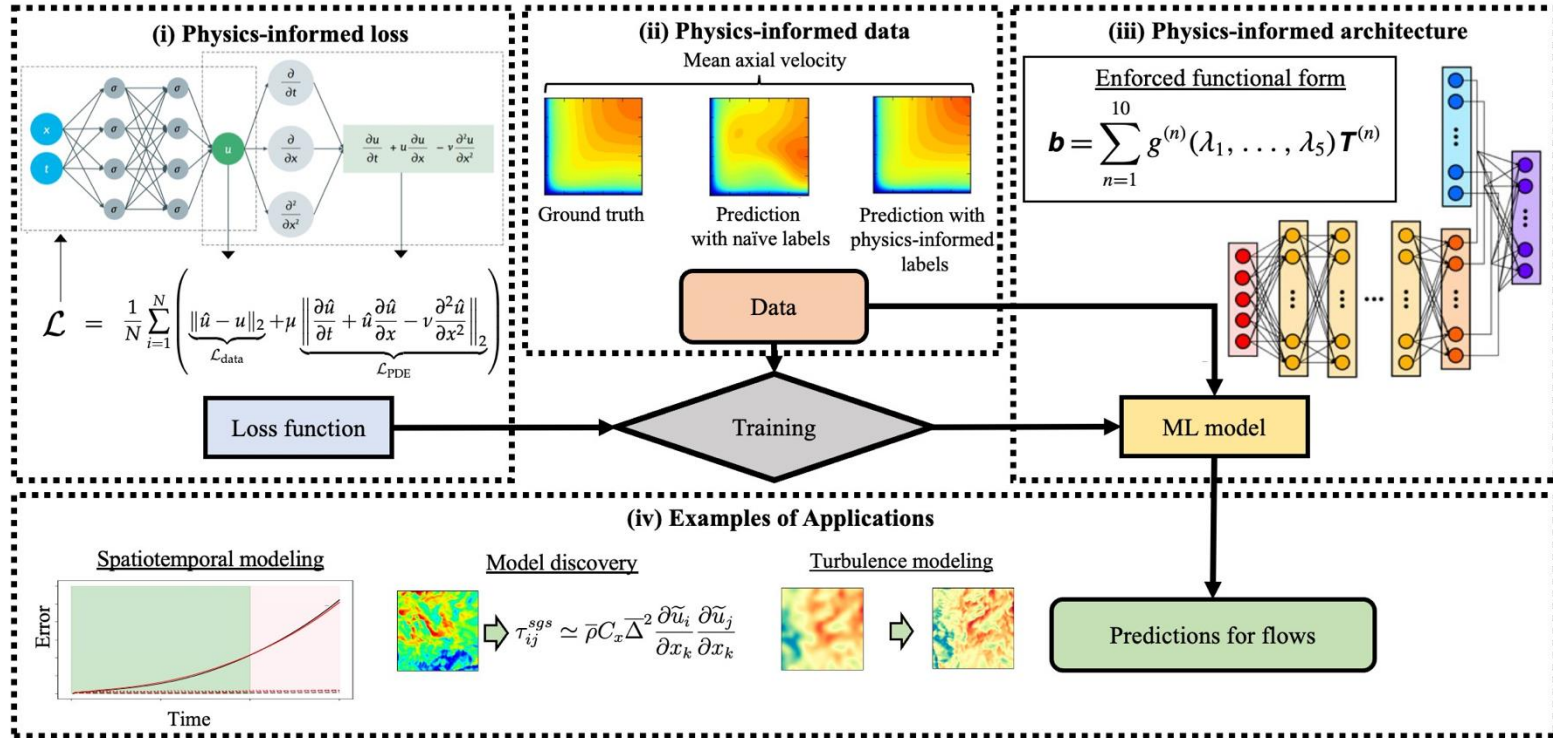 (i) Physics-informed loss
x
t
σ σ
σ σ
σ σ
σ σ
u
∂/∂t
∂/∂x
∂²/∂x²
∂u/∂t + u ∂u/∂x − ν ∂²u/∂x²
ℒ = 1/N ∑_{i=1}^{N} ( ‖û − u‖₂ + μ ‖∂û/∂t + û ∂û/∂x − ν ∂²û/∂x²‖₂ )
ℒ_data ℒ_PDE
Loss function
(ii) Physics-informed data
Mean axial velocity
Ground truth
Prediction
with naïve labels
Prediction with
physics-informed
labels
Data
Training
(iii) Physics-informed architecture
Enforced functional form
b = ∑_{n=1}^{10} g^{(n)}(λ₁, . . . , λ₅) T^{(n)}
ML model
(iv) Examples of Applications
Spatiotemporal modeling
Error
Time
Model discovery
τ_{ij}^{sgs} ≃ ρ̅ C_x Δ̅² ∂ũ_i/∂x_k ∂ũ_j/∂x_k
Turbulence modeling
Predictions for flows